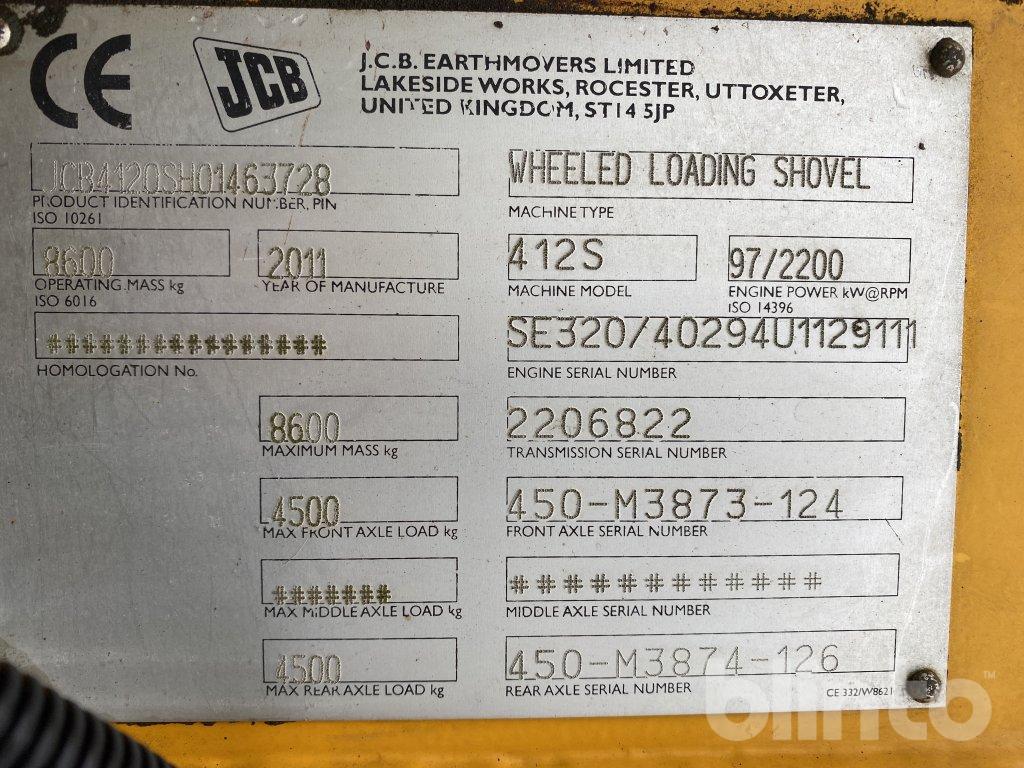 CE
JCB
J.C.B. EARTHMOVERS LIMITED
LAKESIDE WORKS, ROCESTER, UTTOXETER,
UNITED KINGDOM, ST14 5JP
JCB4120SH01463728
PRODUCT IDENTIFICATION NUMBER, PIN
ISO 10261
WHEELED LOADING SHOVEL
MACHINE TYPE
8600
OPERATING MASS kg
ISO 6016
2011
YEAR OF MANUFACTURE
412S
MACHINE MODEL
97/2200
ENGINE POWER kW@RPM
ISO 14396
################
HOMOLOGATION No.
SE320/40294U1129111
ENGINE SERIAL NUMBER
8600
MAXIMUM MASS kg
2206822
TRANSMISSION SERIAL NUMBER
4500
MAX FRONT AXLE LOAD kg
450-M3873-124
FRONT AXLE SERIAL NUMBER
#######
MAX MIDDLE AXLE LOAD kg
############
MIDDLE AXLE SERIAL NUMBER
4500
MAX REAR AXLE LOAD kg
450-M3874-126
REAR AXLE SERIAL NUMBER
CE 332/W8621
blinto™